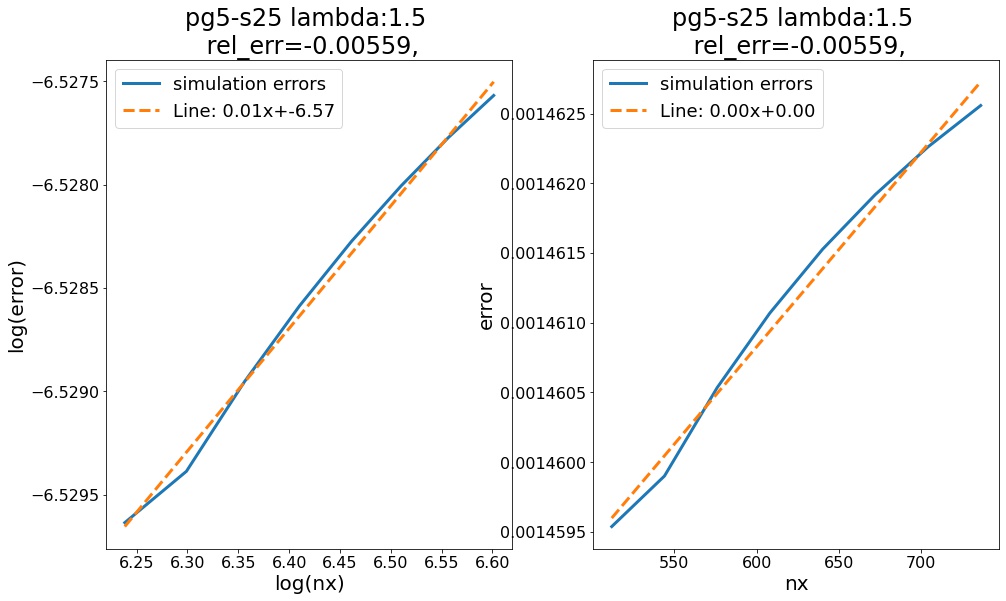 pg5-s25 lambda:1.5
rel_err=-0.00559,
simulation errors
Line: 0.01x+-6.57
−6.5275
−6.5280
−6.5285
−6.5290
−6.5295
log(error)
6.25 6.30 6.35 6.40 6.45 6.50 6.55 6.60
log(nx)
pg5-s25 lambda:1.5
rel_err=-0.00559,
simulation errors
Line: 0.00x+0.00
0.0014625
0.0014620
0.0014615
0.0014610
0.0014605
0.0014600
0.0014595
error
550 600 650 700
nx